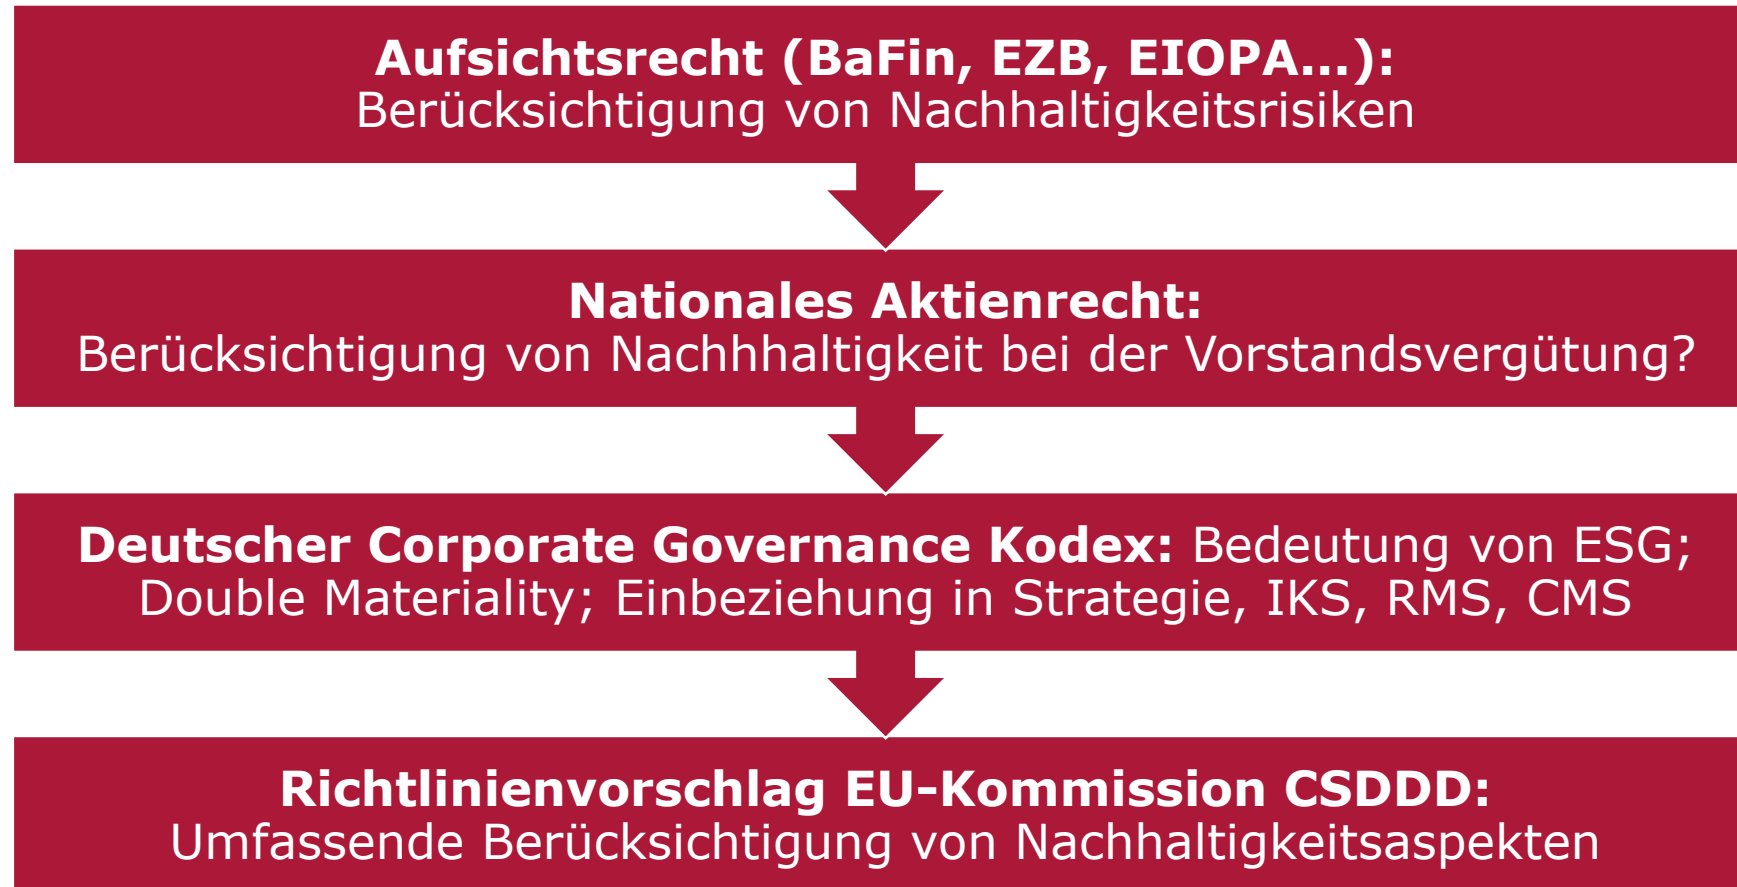 Aufsichtsrecht (BaFin, EZB, EIOPA…):
Berücksichtigung von Nachhaltigkeitsrisiken
Nationales Aktienrecht:
Berücksichtigung von Nachhhaltigkeit bei der Vorstandsvergütung?
Deutscher Corporate Governance Kodex: Bedeutung von ESG;
Double Materiality; Einbeziehung in Strategie, IKS, RMS, CMS
Richtlinienvorschlag EU-Kommission CSDDD:
Umfassende Berücksichtigung von Nachhaltigkeitsaspekten